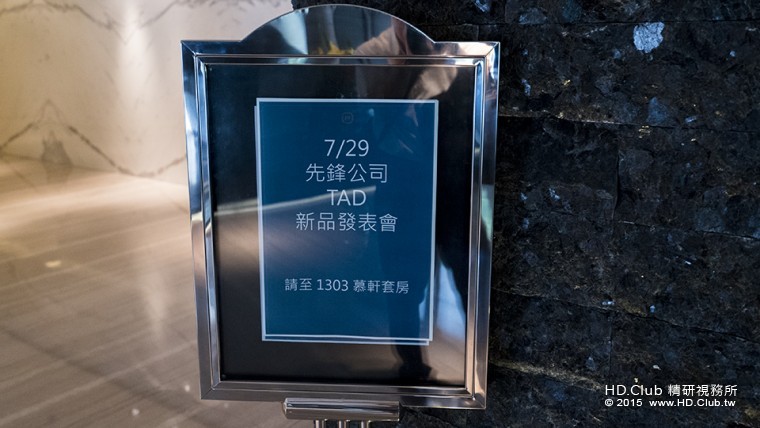 7/29
先鋒公司
TAD
新品發表會
請至 1303 慕軒套房
HD.Club 精研視務所
© 2015 www.HD.Club.tw